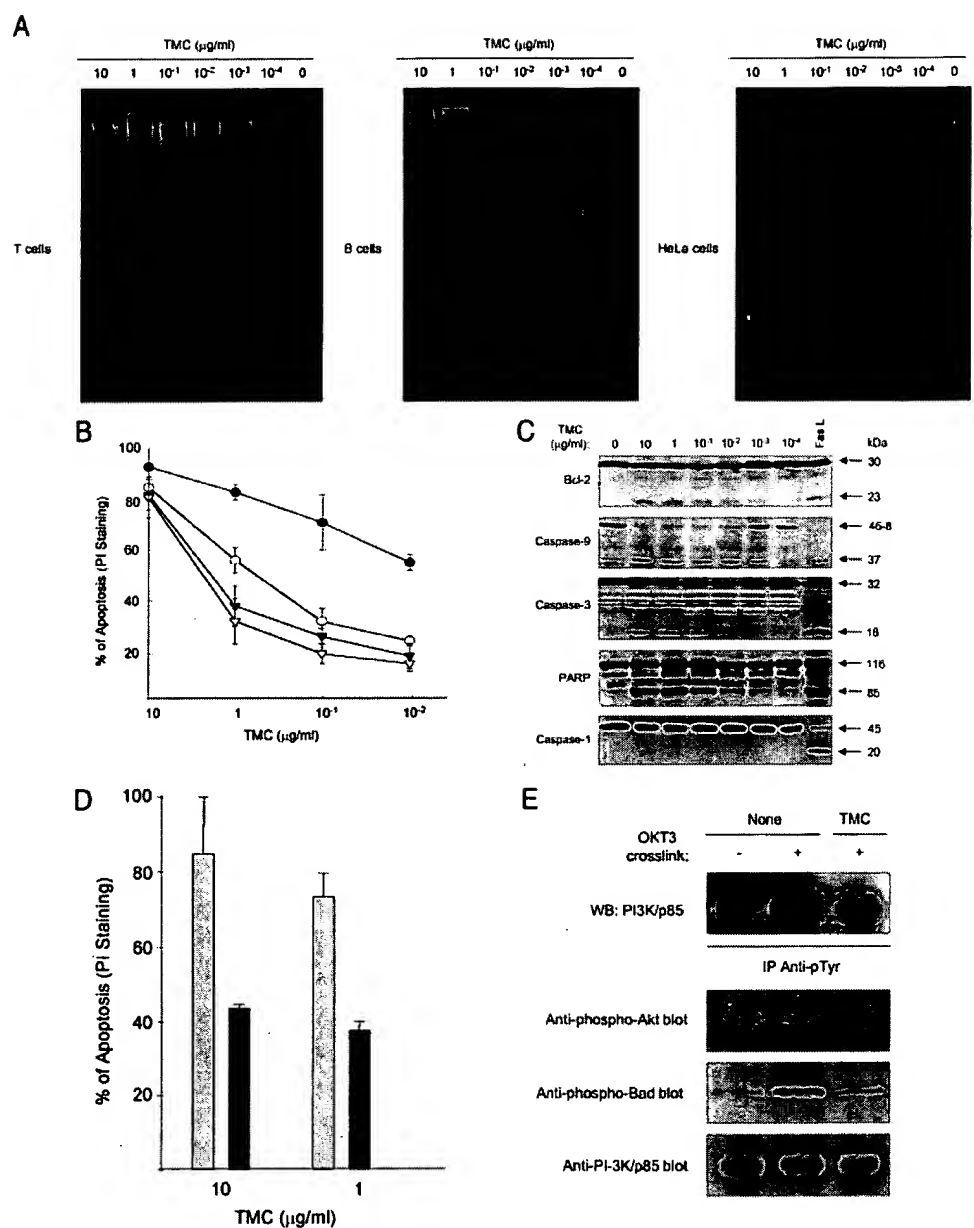 A
TMC (μg/ml)
10 1 10-1 10-2 10-3 10-4 0
T cells
TMC (μg/ml)
10 1 10-1 10-2 10-3 10-4 0
B cells
TMC (μg/ml)
10 1 10-1 10-2 10-3 10-4 0
HeLa cells
B
% of Apoptosis (PI Staining)
100
80
60
40
20
10 1 10-1 10-2
TMC (μg/ml)
C
TMC
(μg/ml):
0 10 1 10-1 10-2 10-3 10-4 Fas L kDa
Bcl-2
30
23
Caspase-9
46-8
37
Caspase-3
32
18
PARP
116
85
Caspase-1
45
20
D
% of Apoptosis (PI Staining)
100
80
60
40
20
10 1
TMC (μg/ml)
E
None TMC
OKT3
crosslink:
- + +
WB: PI3K/p85
IP Anti-pTyr
Anti-phospho-Akt blot
Anti-phospho-Bad blot
Anti-PI-3K/p85 blot